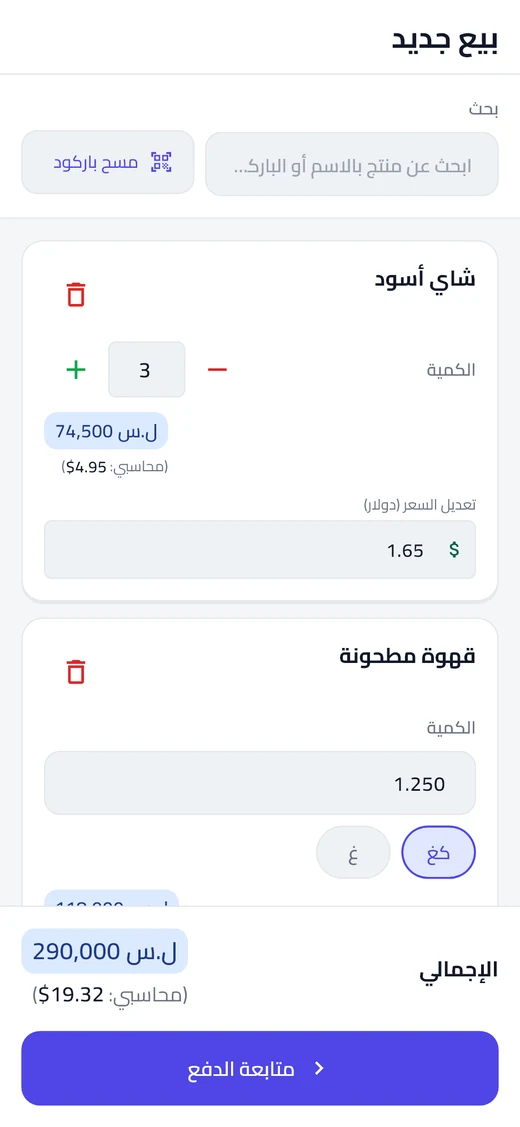 بيع جديد
بحث
ابحث عن منتج بالاسم أو البارك...
مسح باركود
شاي أسود
الكمية
3
ل.س 74,500
(محاسبي: $4.95)
تعديل السعر (دولار)
$ 1.65
قهوة مطحونة
الكمية
1.250
كغ
غ
الإجمالي
ل.س 290,000
(محاسبي: $19.32)
متابعة الدفع